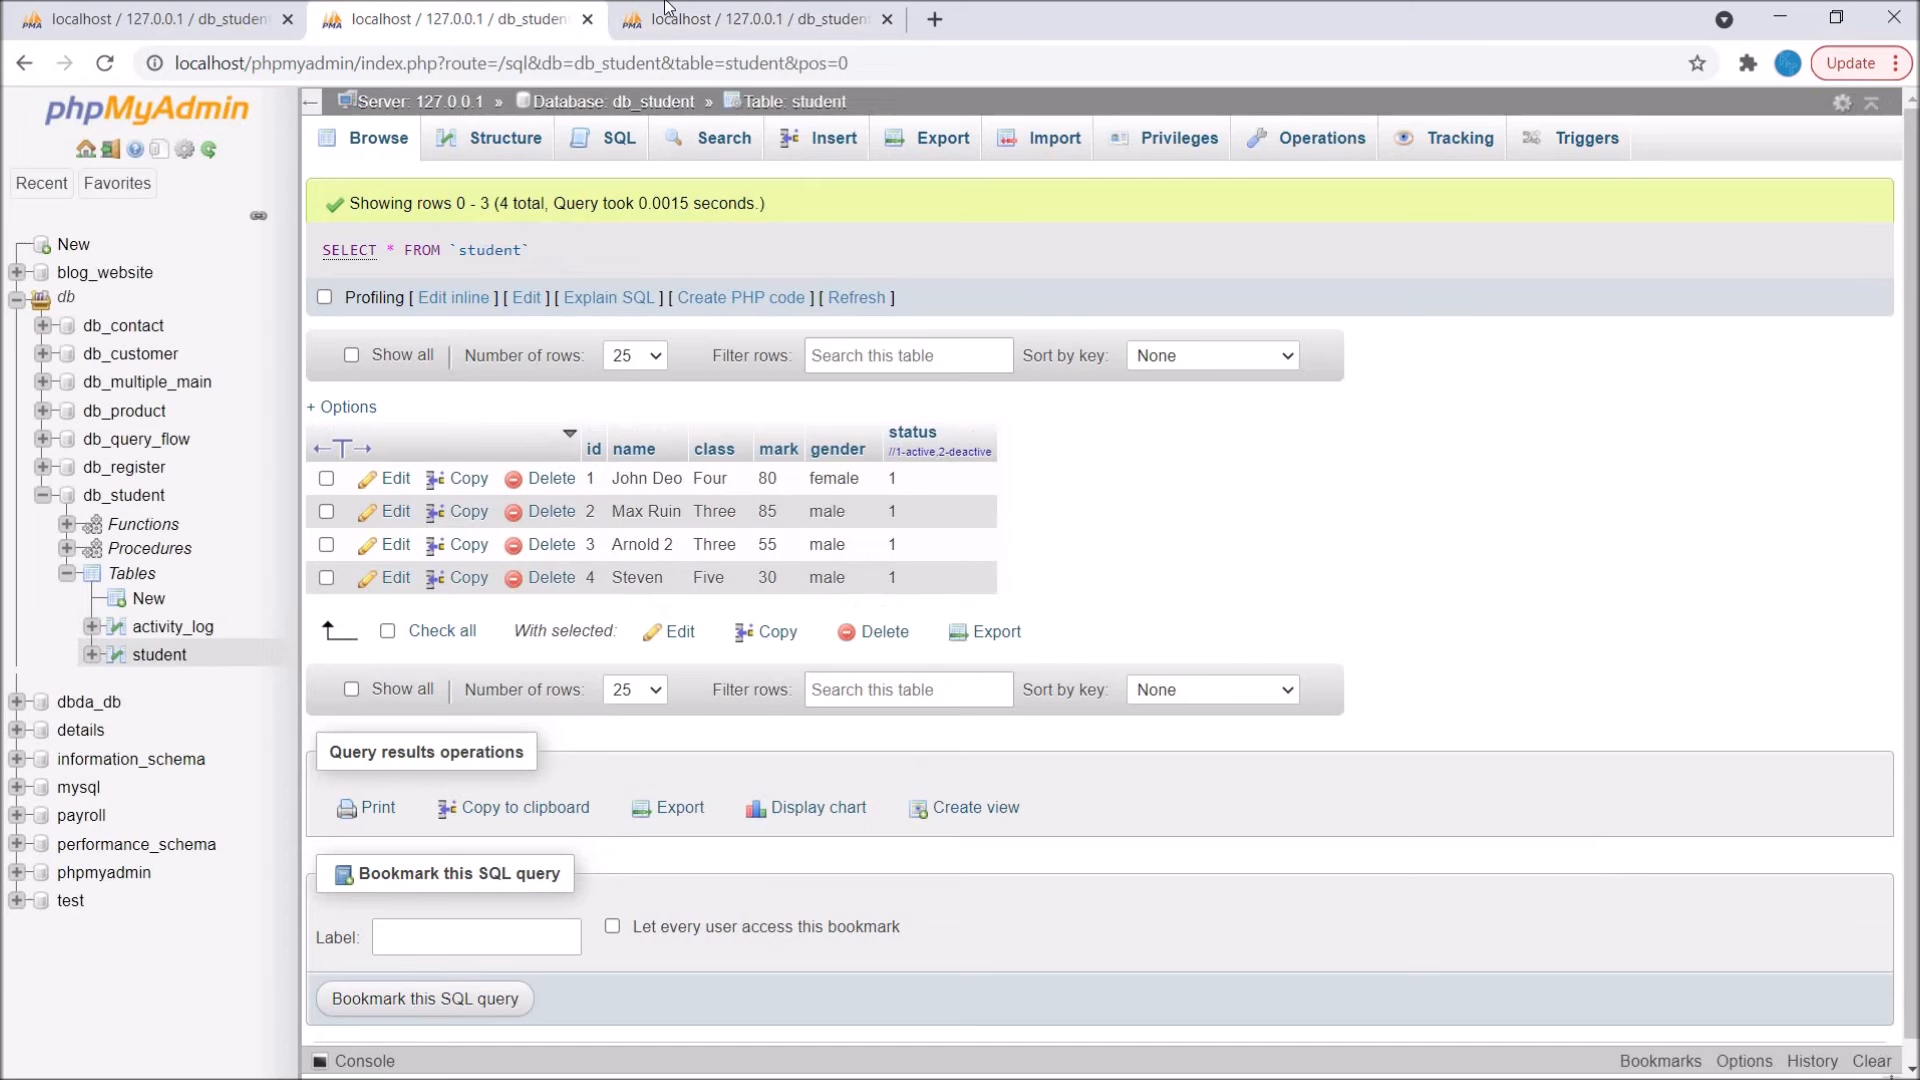 localhost / 127.0.0.1 / db_studen
localhost / 127.0.0.1 / db_studen
localhost / 127.0.0.1 / db_student
localhost/phpmyadmin/index.php?route=/sql&db=db_student&table=student&pos=0
Update
phpMyAdmin
Recent Favorites
New
blog_website
db
db_contact
db_customer
db_multiple_main
db_product
db_query_flow
db_register
db_student
Functions
Procedures
Tables
New
activity_log
student
dbda_db
details
information_schema
mysql
payroll
performance_schema
phpmyadmin
test
Server: 127.0.0.1 » Database: db_student » Table: student
Browse Structure SQL Search Insert Export Import Privileges Operations Tracking Triggers
Showing rows 0 - 3 (4 total, Query took 0.0015 seconds.)
SELECT * FROM `student`
Profiling [ Edit inline ] [ Edit ] [ Explain SQL ] [ Create PHP code ] [ Refresh ]
Show all | Number of rows: 25 Filter rows: Search this table Sort by key: None
+ Options
id name class mark gender status
//1-active,2-deactive
Edit Copy Delete 1 John Deo Four 80 female 1
Edit Copy Delete 2 Max Ruin Three 85 male 1
Edit Copy Delete 3 Arnold 2 Three 55 male 1
Edit Copy Delete 4 Steven Five 30 male 1
Check all With selected: Edit Copy Delete Export
Show all | Number of rows: 25 Filter rows: Search this table Sort by key: None
Query results operations
Print Copy to clipboard Export Display chart Create view
Bookmark this SQL query
Label: Let every user access this bookmark
Bookmark this SQL query
Console Bookmarks Options History Clear